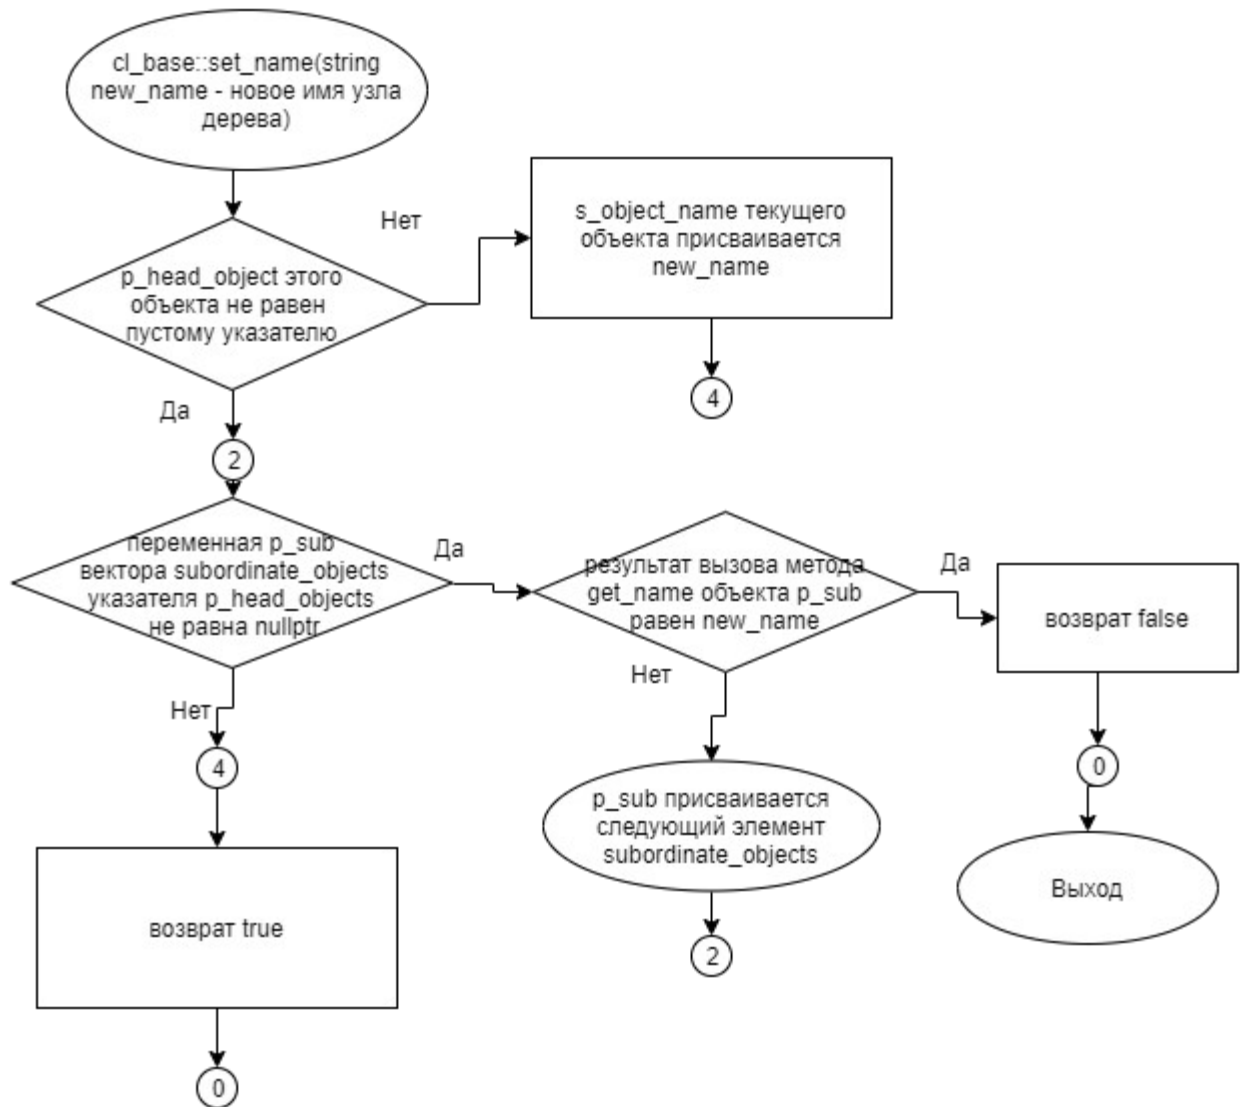 cl_base::set_name(string
new_name - новое имя узла
дерева)
Нет
s_object_name текущего
объекта присваивается
new_name
p_head_object этого
объекта не равен
пустому указателю
4
Да
2
переменная p_sub
вектора subordinate_objects
указателя p_head_objects
не равна nullptr
Да
результат вызова метода
get_name объекта p_sub
равен new_name
Да
возврат false
Нет
Нет
4
0
p_sub присваивается
следующий элемент
subordinate_objects
Выход
возврат true
2
0